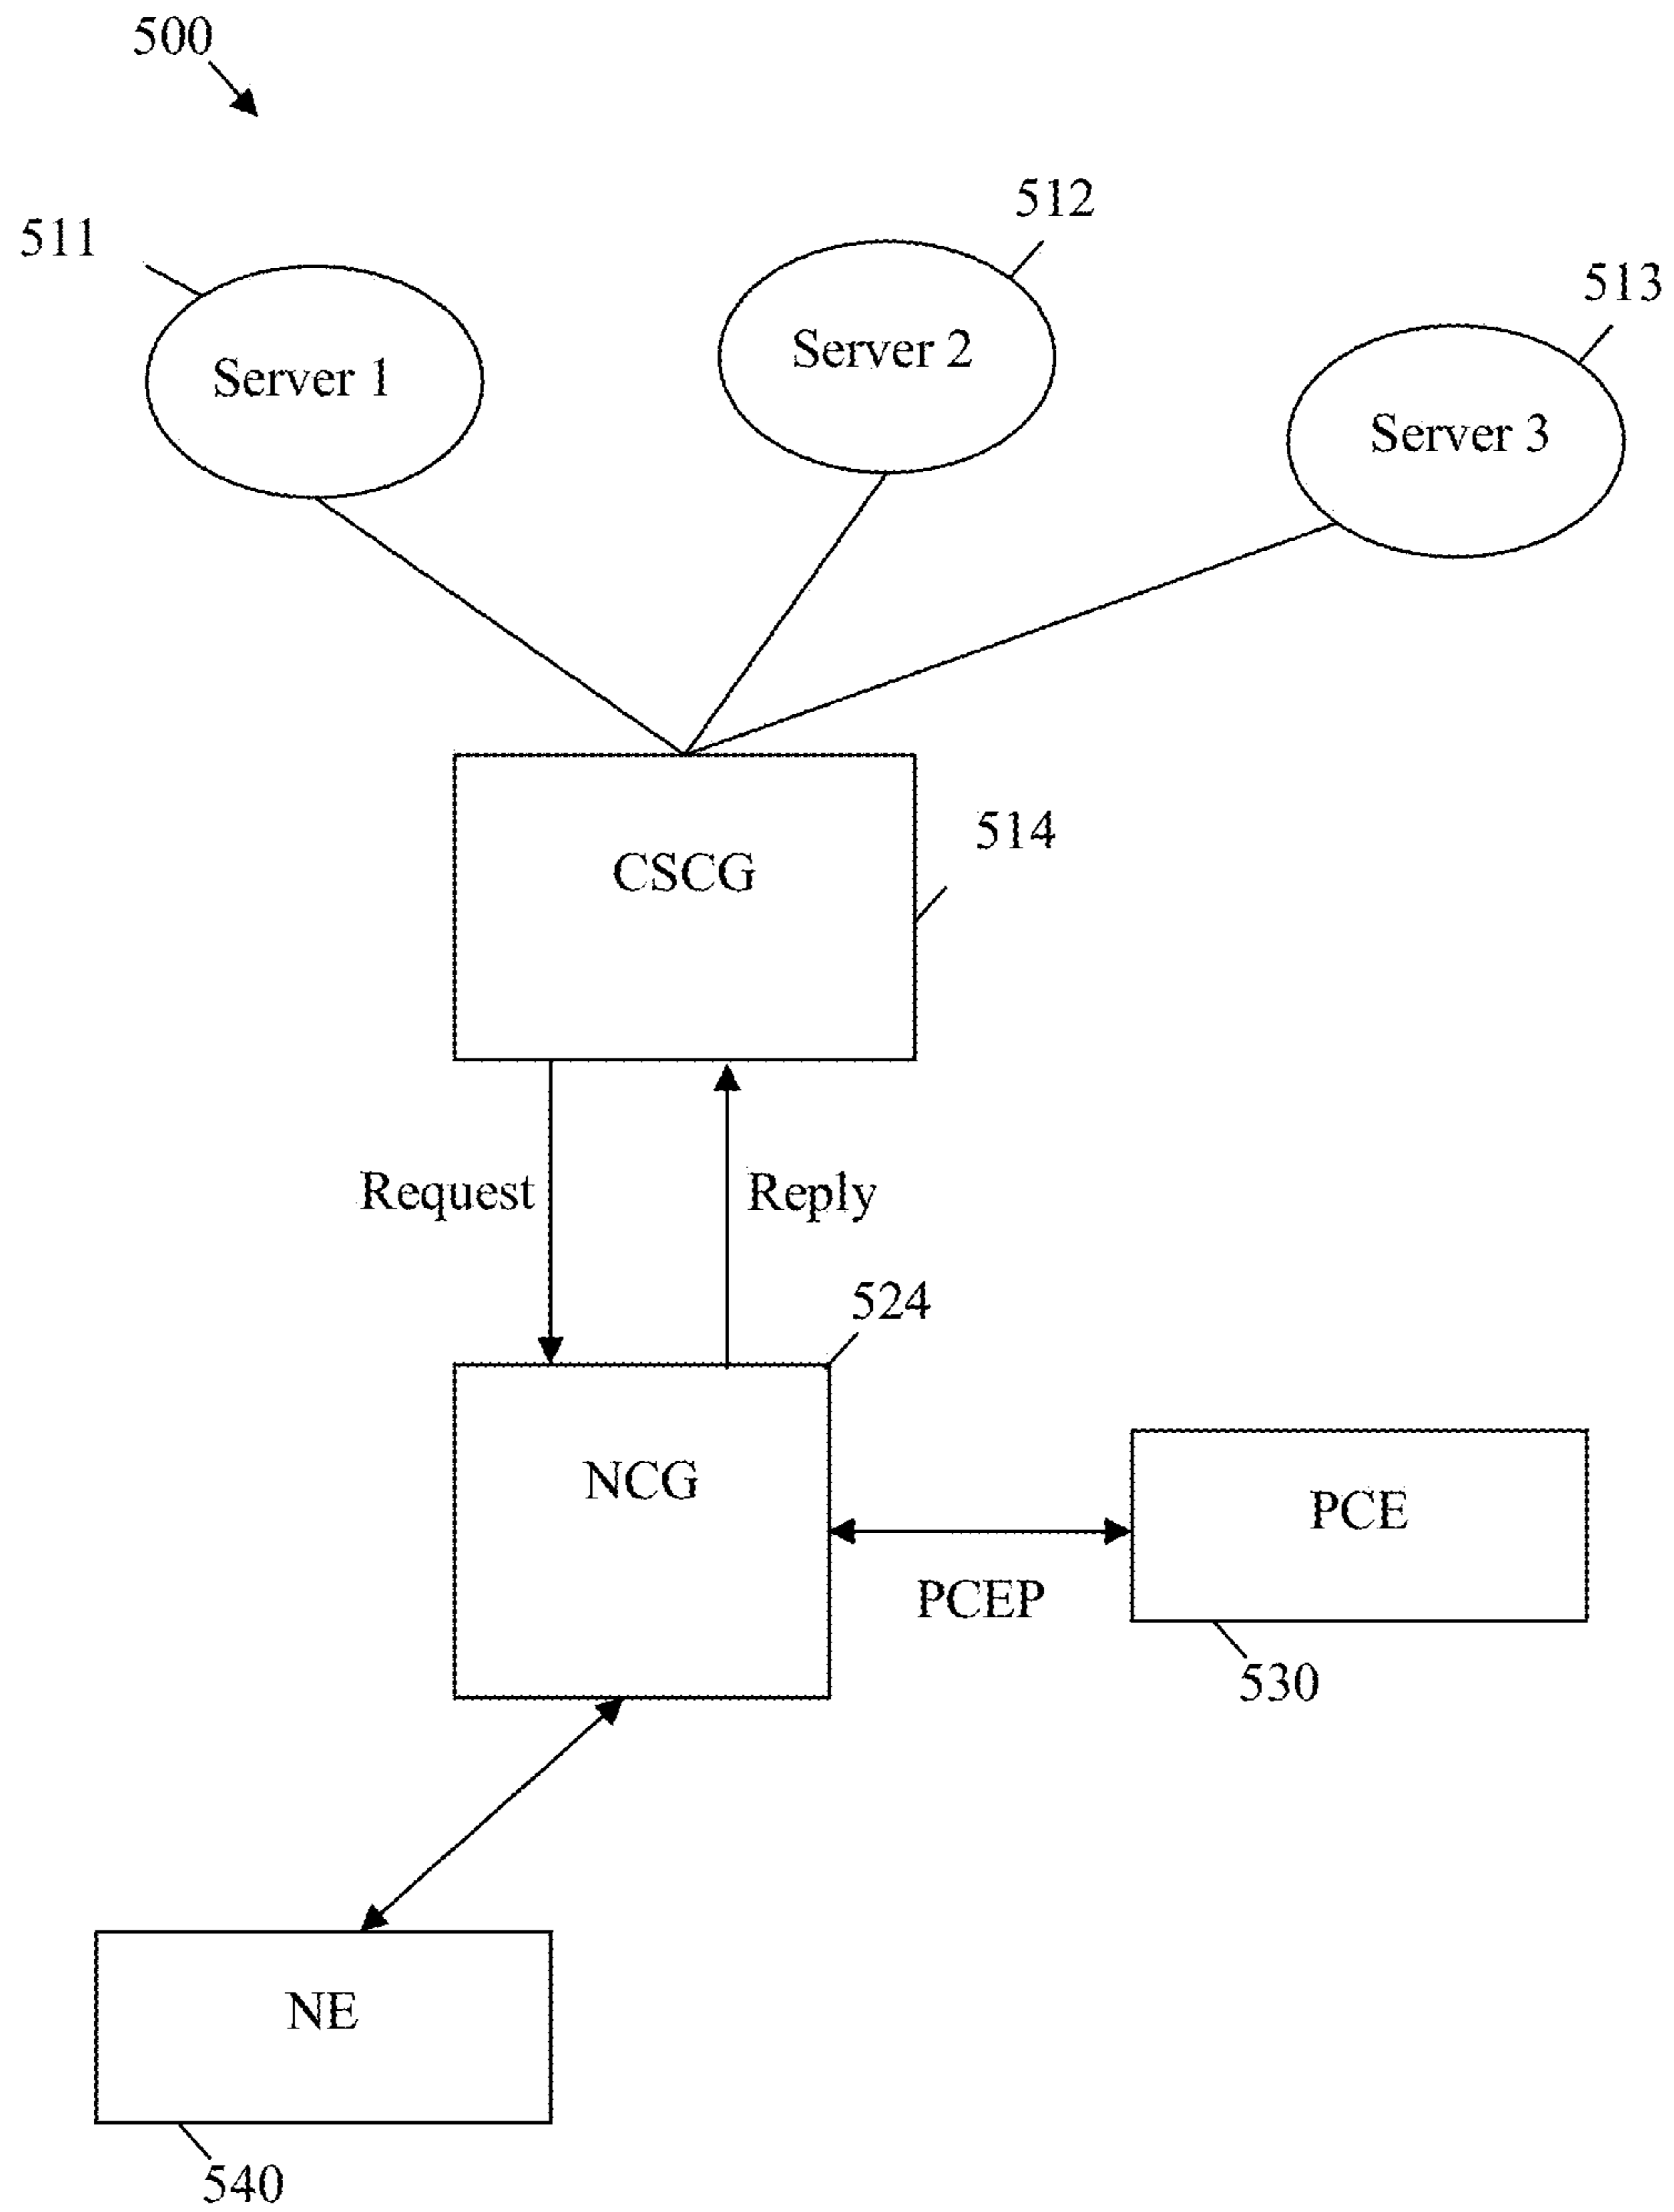 500
512
511
513
Server 1
Server 2
Server 3
514
CSCG
Request
Reply
524
NCG
PCE
PCEP
530
NE
540